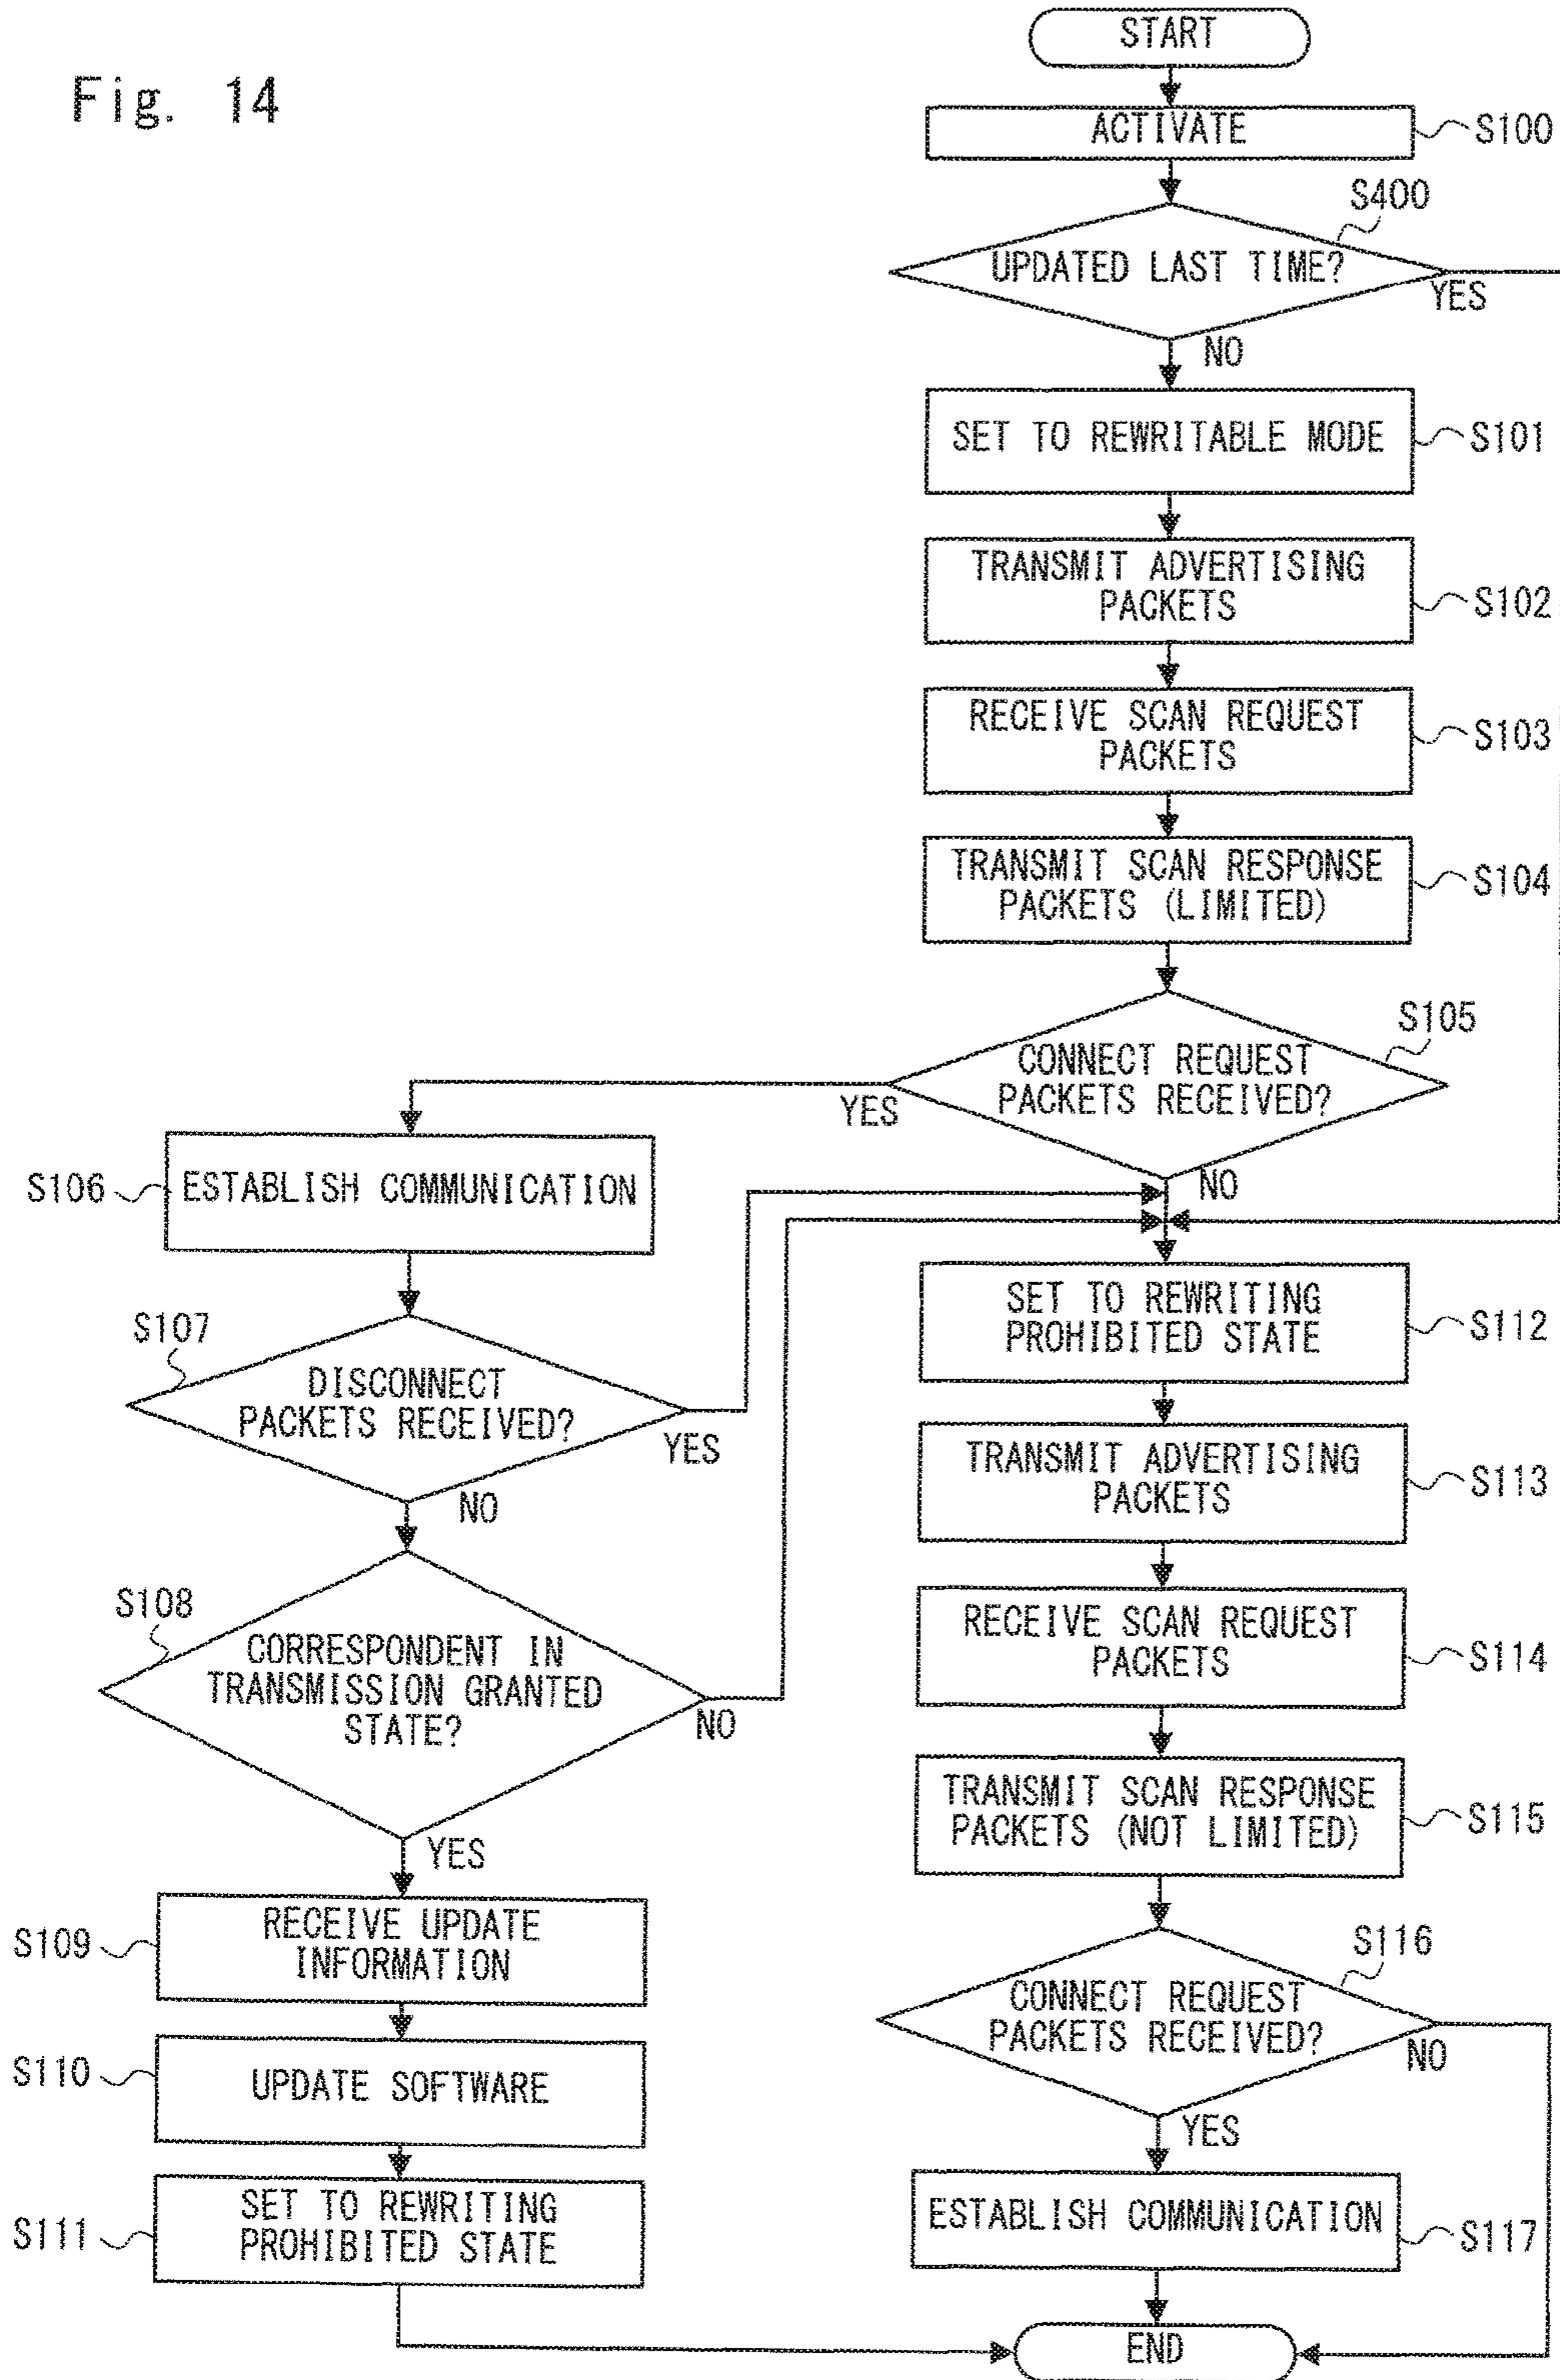 Fig. 14
START
ACTIVATE
S100
S400
UPDATED LAST TIME?
YES
NO
SET TO REWRITABLE MODE
S101
TRANSMIT ADVERTISING
PACKETS
S102
RECEIVE SCAN REQUEST
PACKETS
S103
TRANSMIT SCAN RESPONSE
PACKETS (LIMITED)
S104
S105
CONNECT REQUEST
PACKETS RECEIVED?
YES
NO
S106
ESTABLISH COMMUNICATION
S107
DISCONNECT
PACKETS RECEIVED?
YES
NO
S108
CORRESPONDENT IN
TRANSMISSION GRANTED
STATE?
NO
YES
S109
RECEIVE UPDATE
INFORMATION
S110
UPDATE SOFTWARE
S111
SET TO REWRITING
PROHIBITED STATE
SET TO REWRITING
PROHIBITED STATE
S112
TRANSMIT ADVERTISING
PACKETS
S113
RECEIVE SCAN REQUEST
PACKETS
S114
TRANSMIT SCAN RESPONSE
PACKETS (NOT LIMITED)
S115
S116
CONNECT REQUEST
PACKETS RECEIVED?
NO
YES
ESTABLISH COMMUNICATION
S117
END